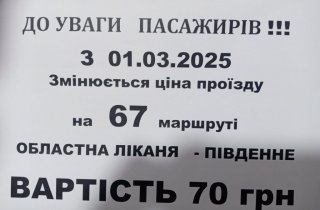 ДО УВАГИ ПАСАЖИРІВ !!!
З 01.03.2025
Змінюється ціна проїзду
на 67 маршруті
ОБЛАСТНА ЛІКАНЯ - ПІВДЕННЕ
ВАРТІСТЬ 70 грн